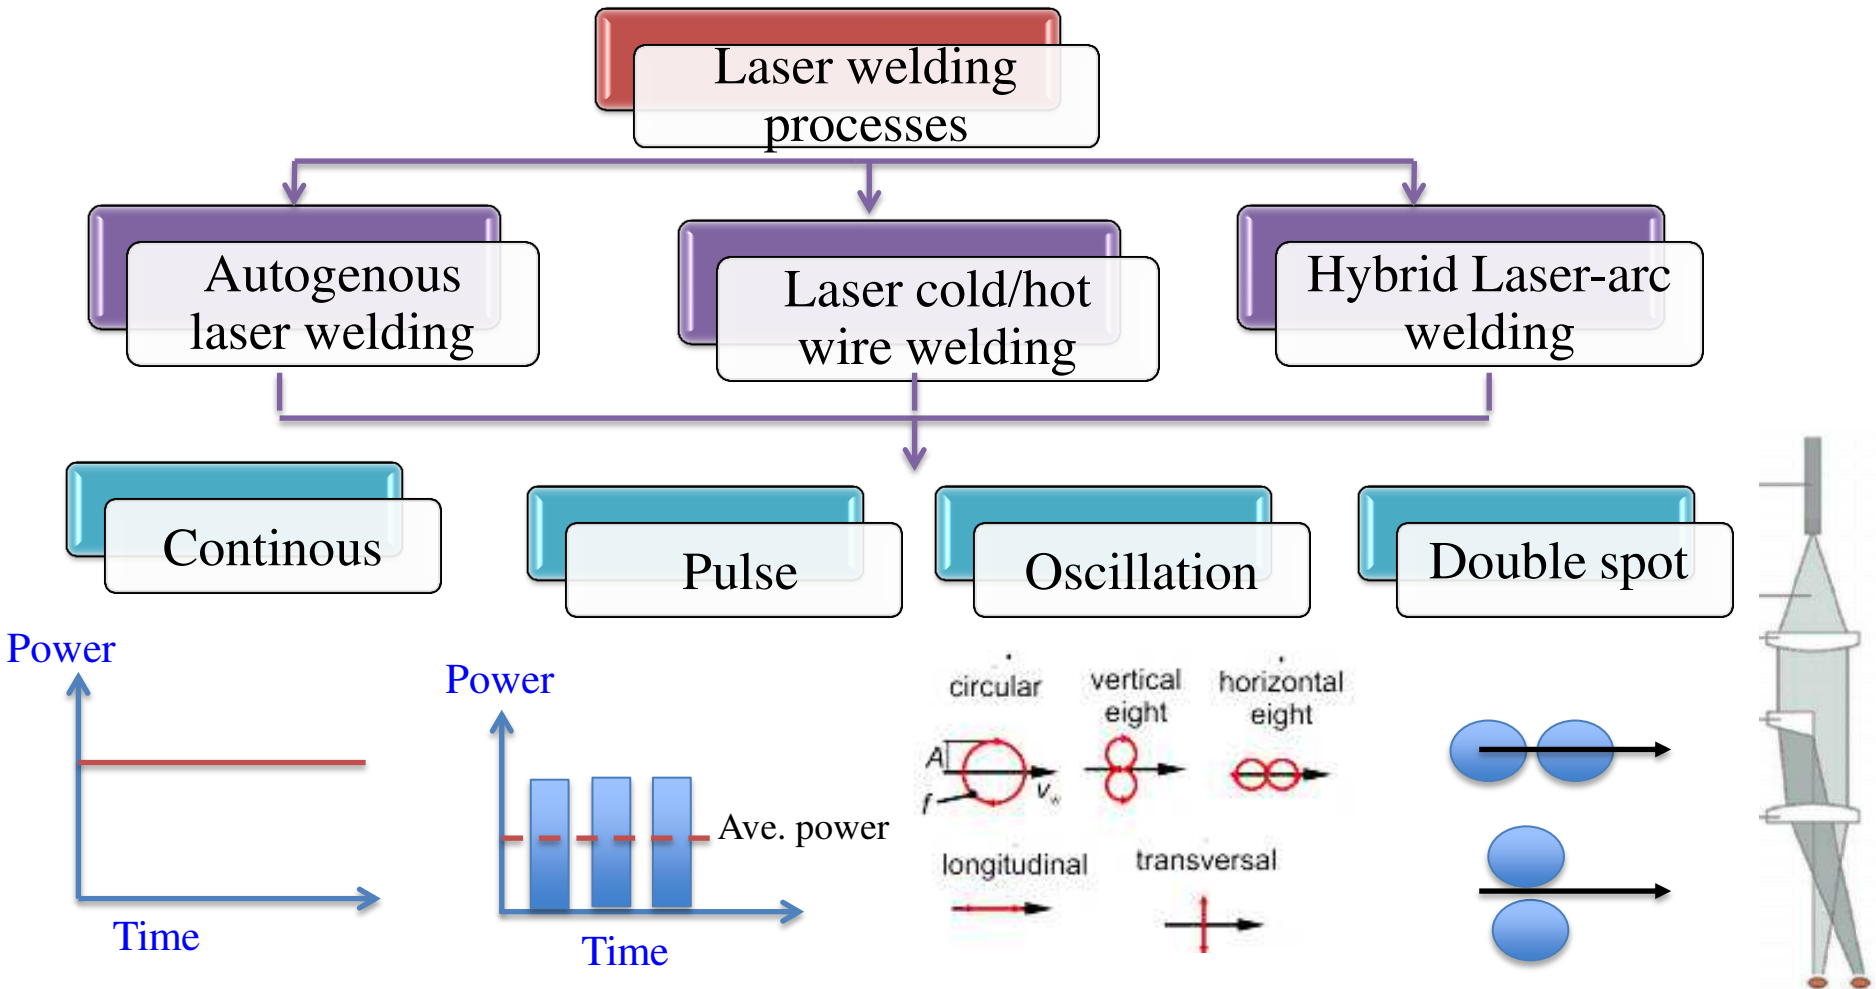 Laser welding
processes
Autogenous
laser welding
Laser cold/hot
wire welding
Hybrid Laser-arc
welding
Continous
Pulse
Oscillation
Double spot
Power
Time
Power
Ave. power
Time
circular
vertical
eight
horizontal
eight
A
f
vw
longitudinal
transversal